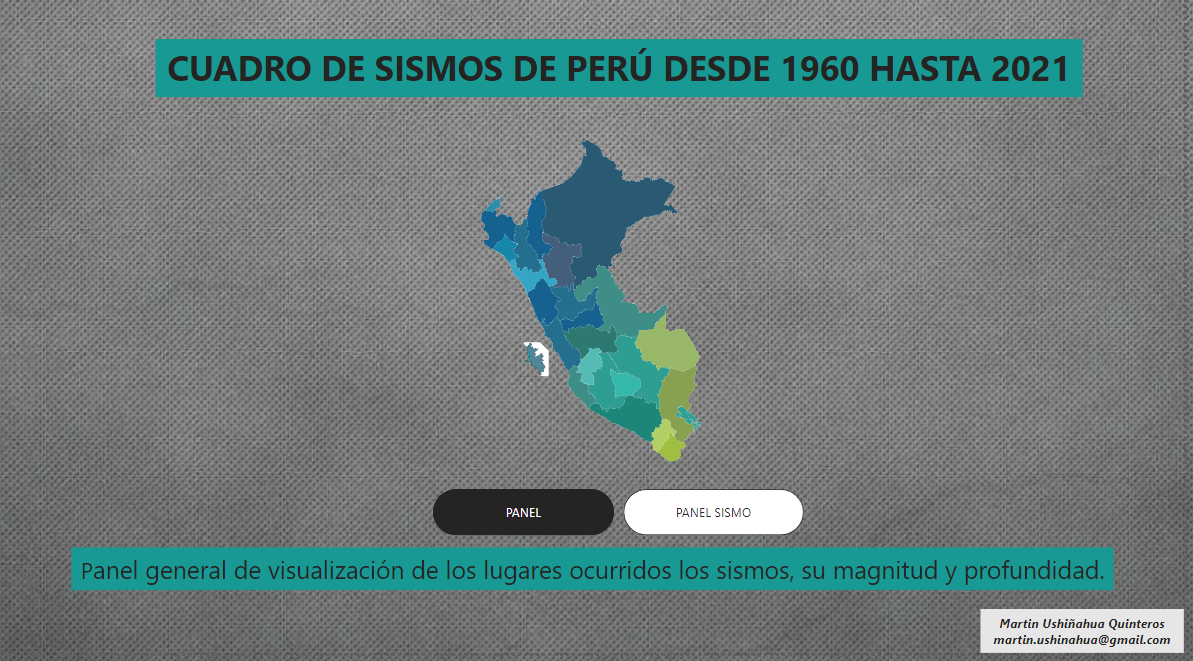 CUADRO DE SISMOS DE PERÚ DESDE 1960 HASTA 2021
PANEL
PANEL SISMO
Panel general de visualización de los lugares ocurridos los sismos, su magnitud y profundidad.
Martin Ushiñahua Quinteros
martin.ushinahua@gmail.com